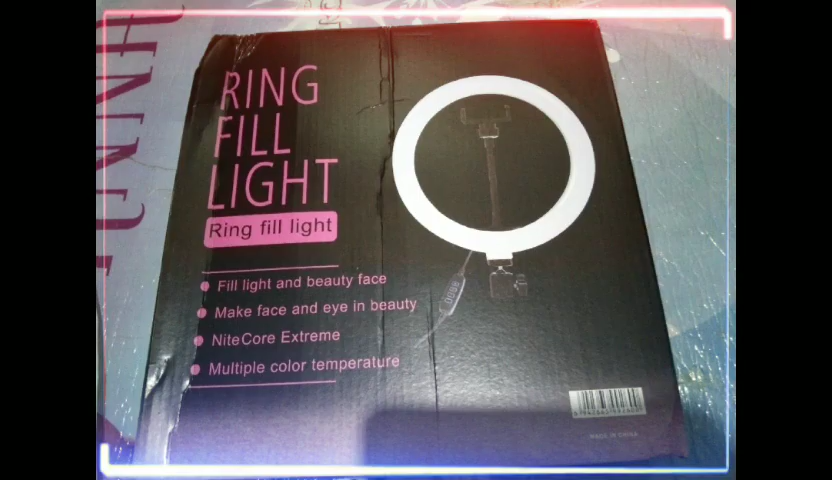 RING
FILL
LIGHT
Ring fill light
Fill light and beauty face
Make face and eye in beauty
NiteCore Extreme
Multiple color temperature
MADE IN CHINA